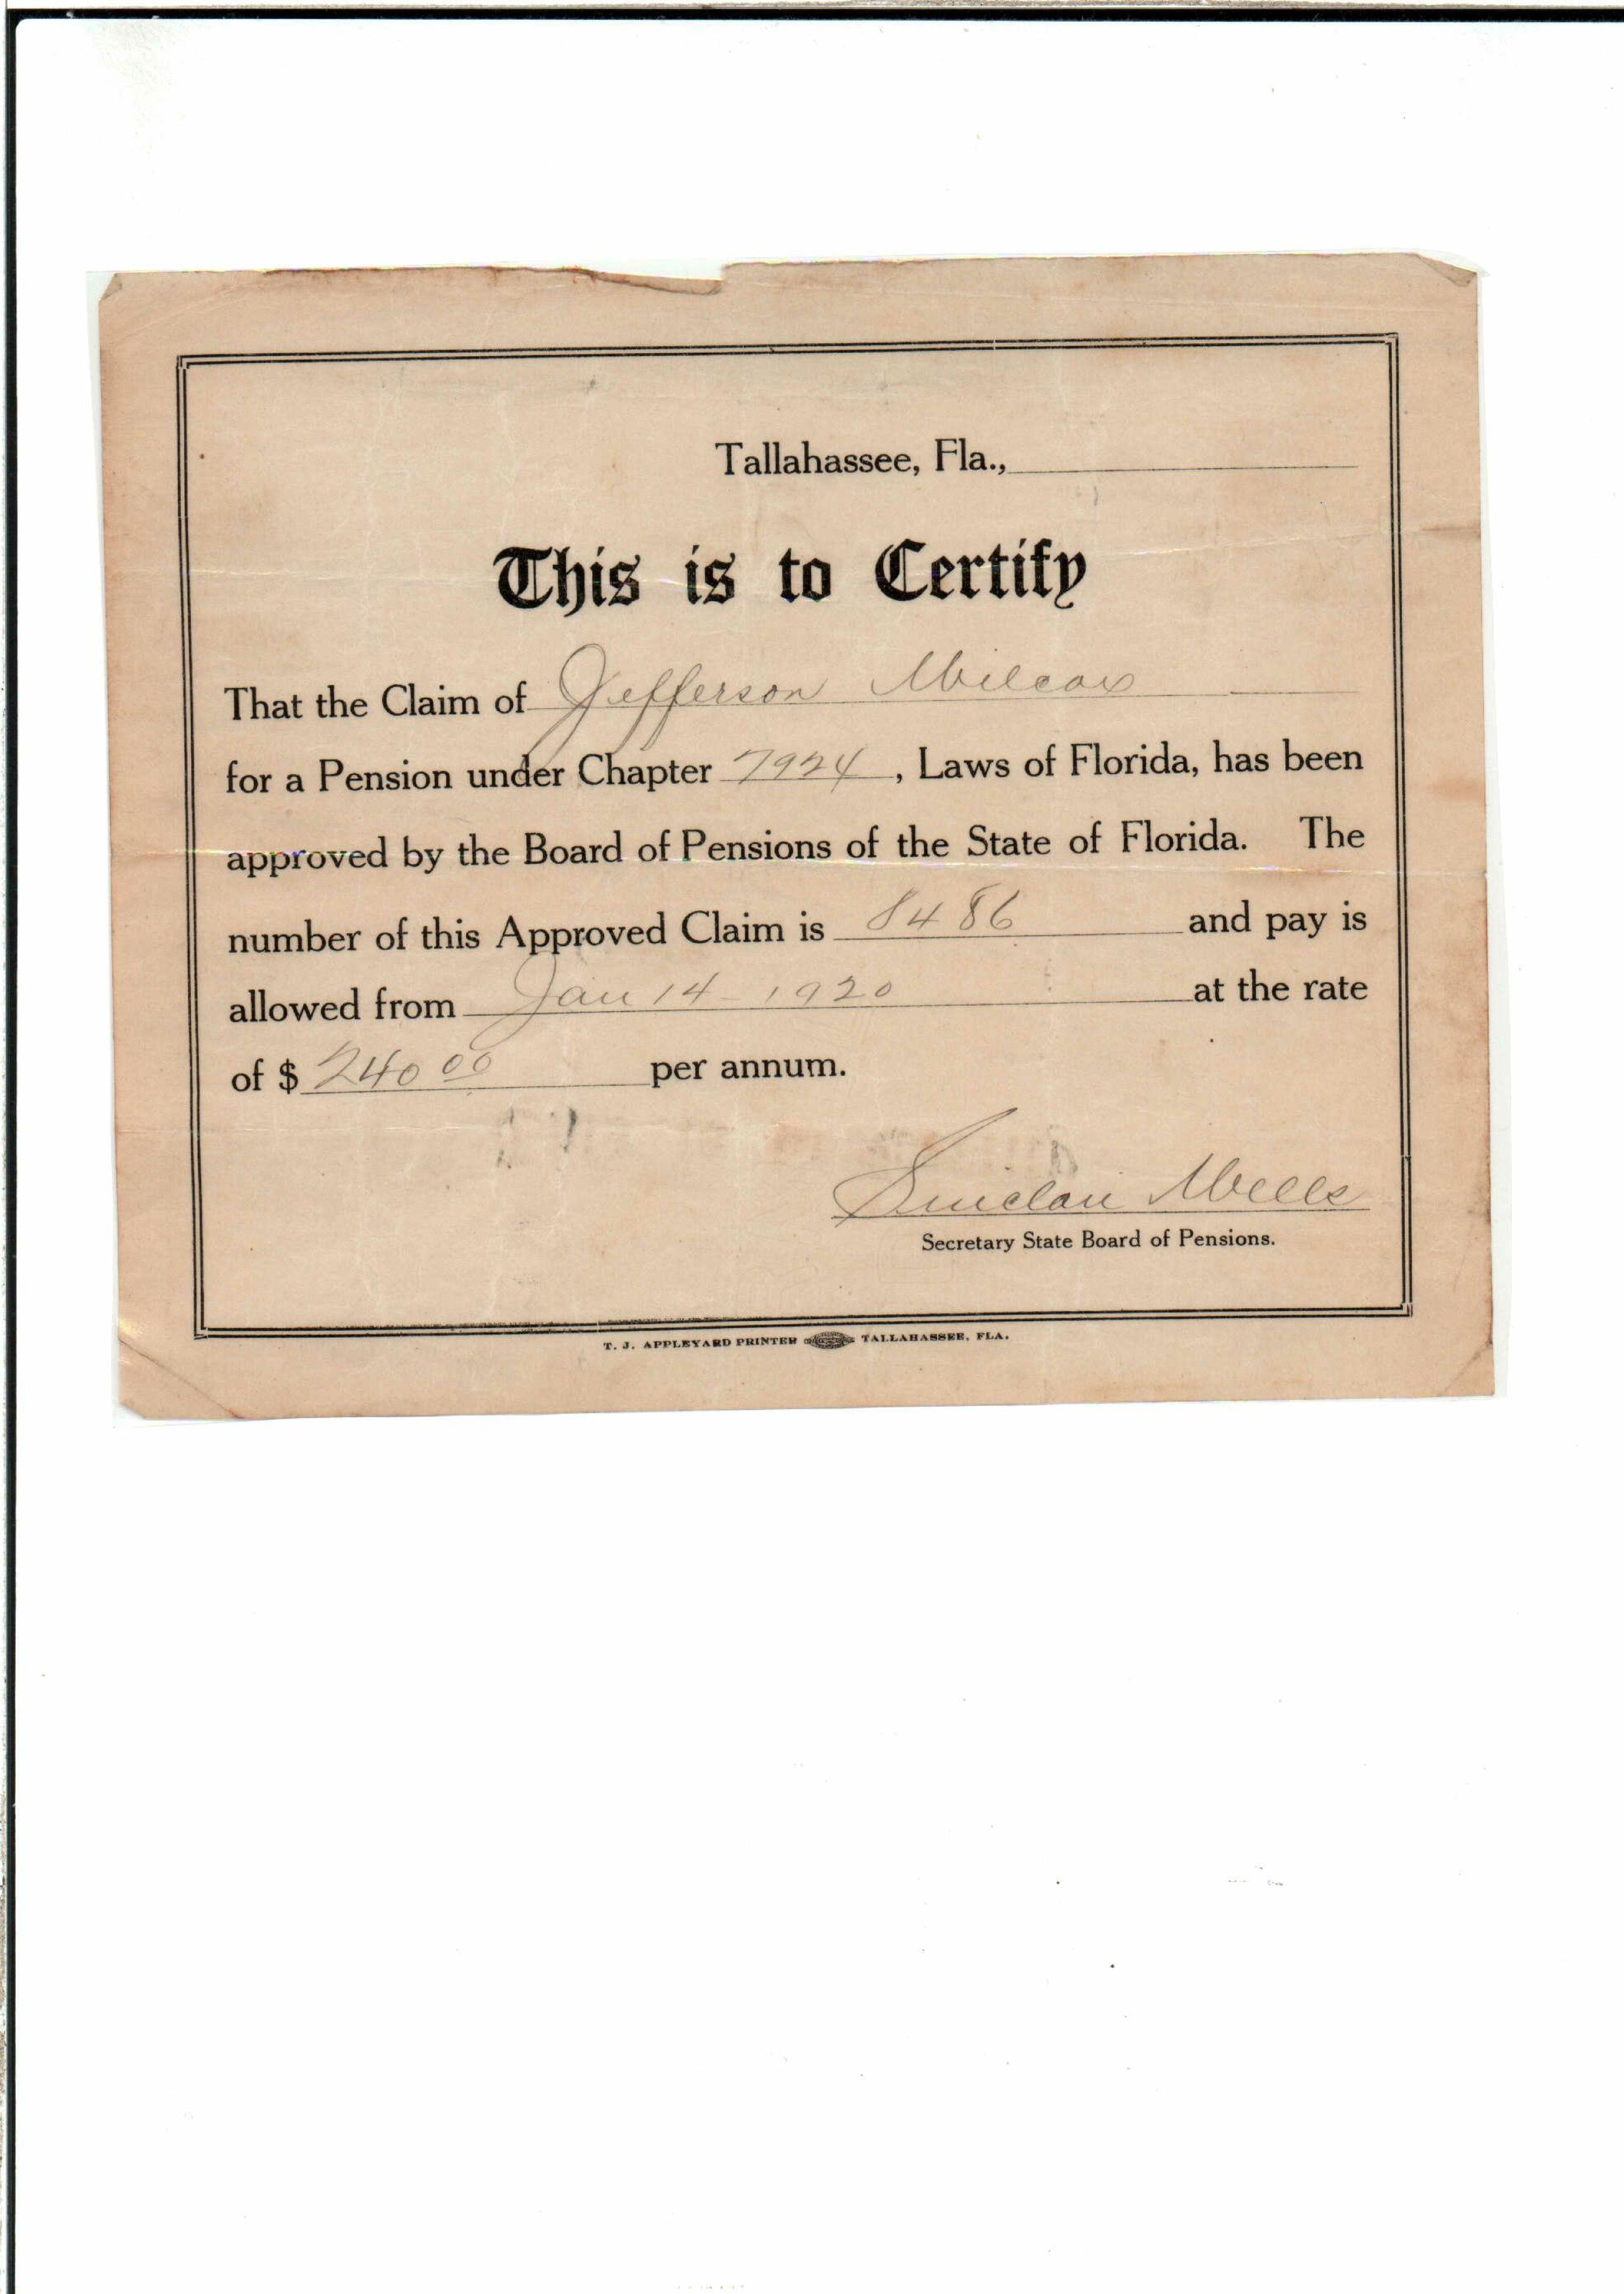 Tallahassee, Fla.,
This is to Certify
That the Claim of Jefferson Wilcox
for a Pension under Chapter 7924, Laws of Florida, has been
approved by the Board of Pensions of the State of Florida. The
number of this Approved Claim is 8486 and pay is
allowed from Jan 14 - 1920 at the rate
of $ 240 00 per annum.
Sinclair Wells
Secretary State Board of Pensions.
T. J. APPLEYARD PRINTER TALLAHASSEE, FLA.